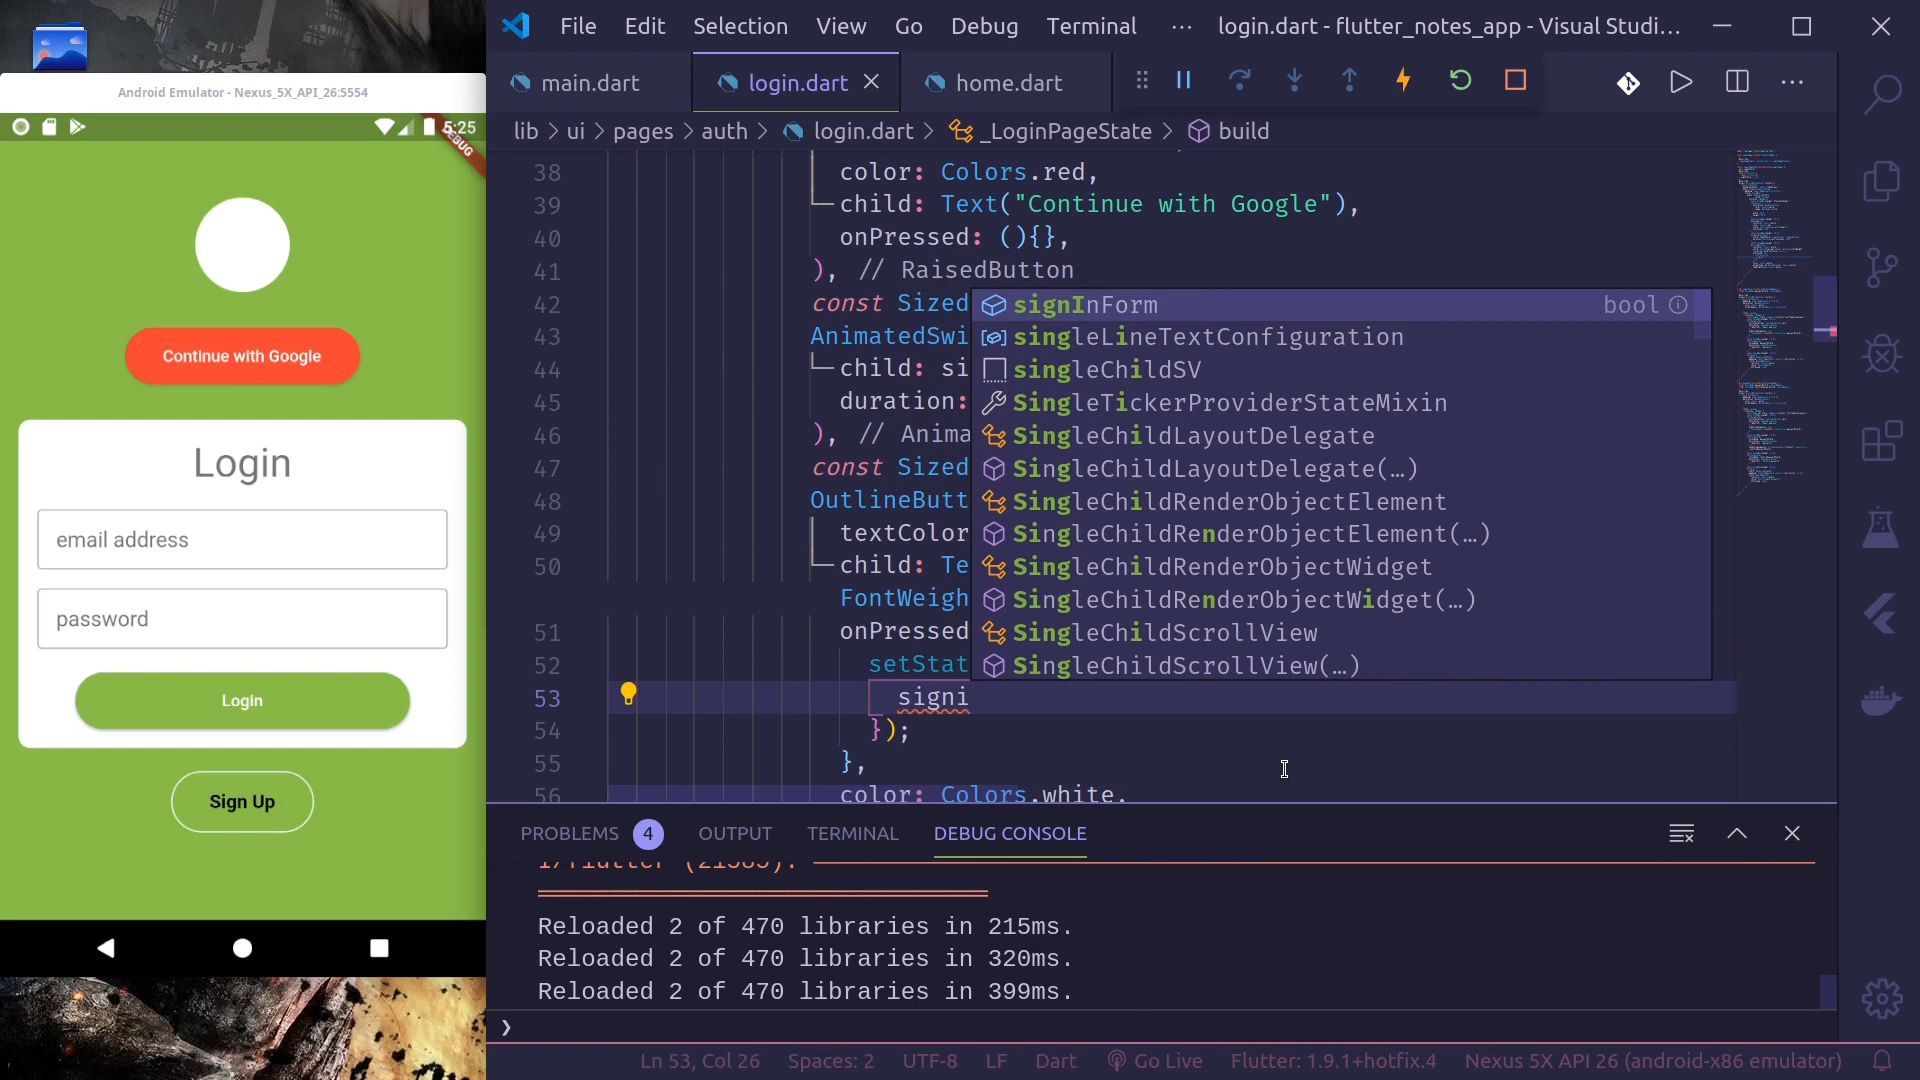 Android Emulator - Nexus_5X_API_26:5554
5:25
DEBUG
Continue with Google
Login
email address
password
Login
Sign Up
File Edit Selection View Go Debug Terminal ··· login.dart - flutter_notes_app - Visual Studi...
main.dart login.dart home.dart
lib > ui > pages > auth > login.dart > _LoginPageState > build
38 color: Colors.red,
39 child: Text("Continue with Google"),
40 onPressed: (){},
41 ), // RaisedButton
42 const Sized
43 AnimatedSwi
44 child: si
45 duration:
46 ), // Anima
47 const Sized
48 OutlineButt
49 textColor
50 child: Te
FontWeigh
51 onPressed
52 setStat
53 signi
54 });
55 },
56 color: Colors.white,
signInForm bool
singleLineTextConfiguration
singleChildSV
SingleTickerProviderStateMixin
SingleChildLayoutDelegate
SingleChildLayoutDelegate(…)
SingleChildRenderObjectElement
SingleChildRenderObjectElement(…)
SingleChildRenderObjectWidget
SingleChildRenderObjectWidget(…)
SingleChildScrollView
SingleChildScrollView(…)
PROBLEMS 4 OUTPUT TERMINAL DEBUG CONSOLE
Reloaded 2 of 470 libraries in 215ms.
Reloaded 2 of 470 libraries in 320ms.
Reloaded 2 of 470 libraries in 399ms.
❯
Ln 53, Col 26 Spaces: 2 UTF-8 LF Dart Go Live Flutter: 1.9.1+hotfix.4 Nexus 5X API 26 (android-x86 emulator)